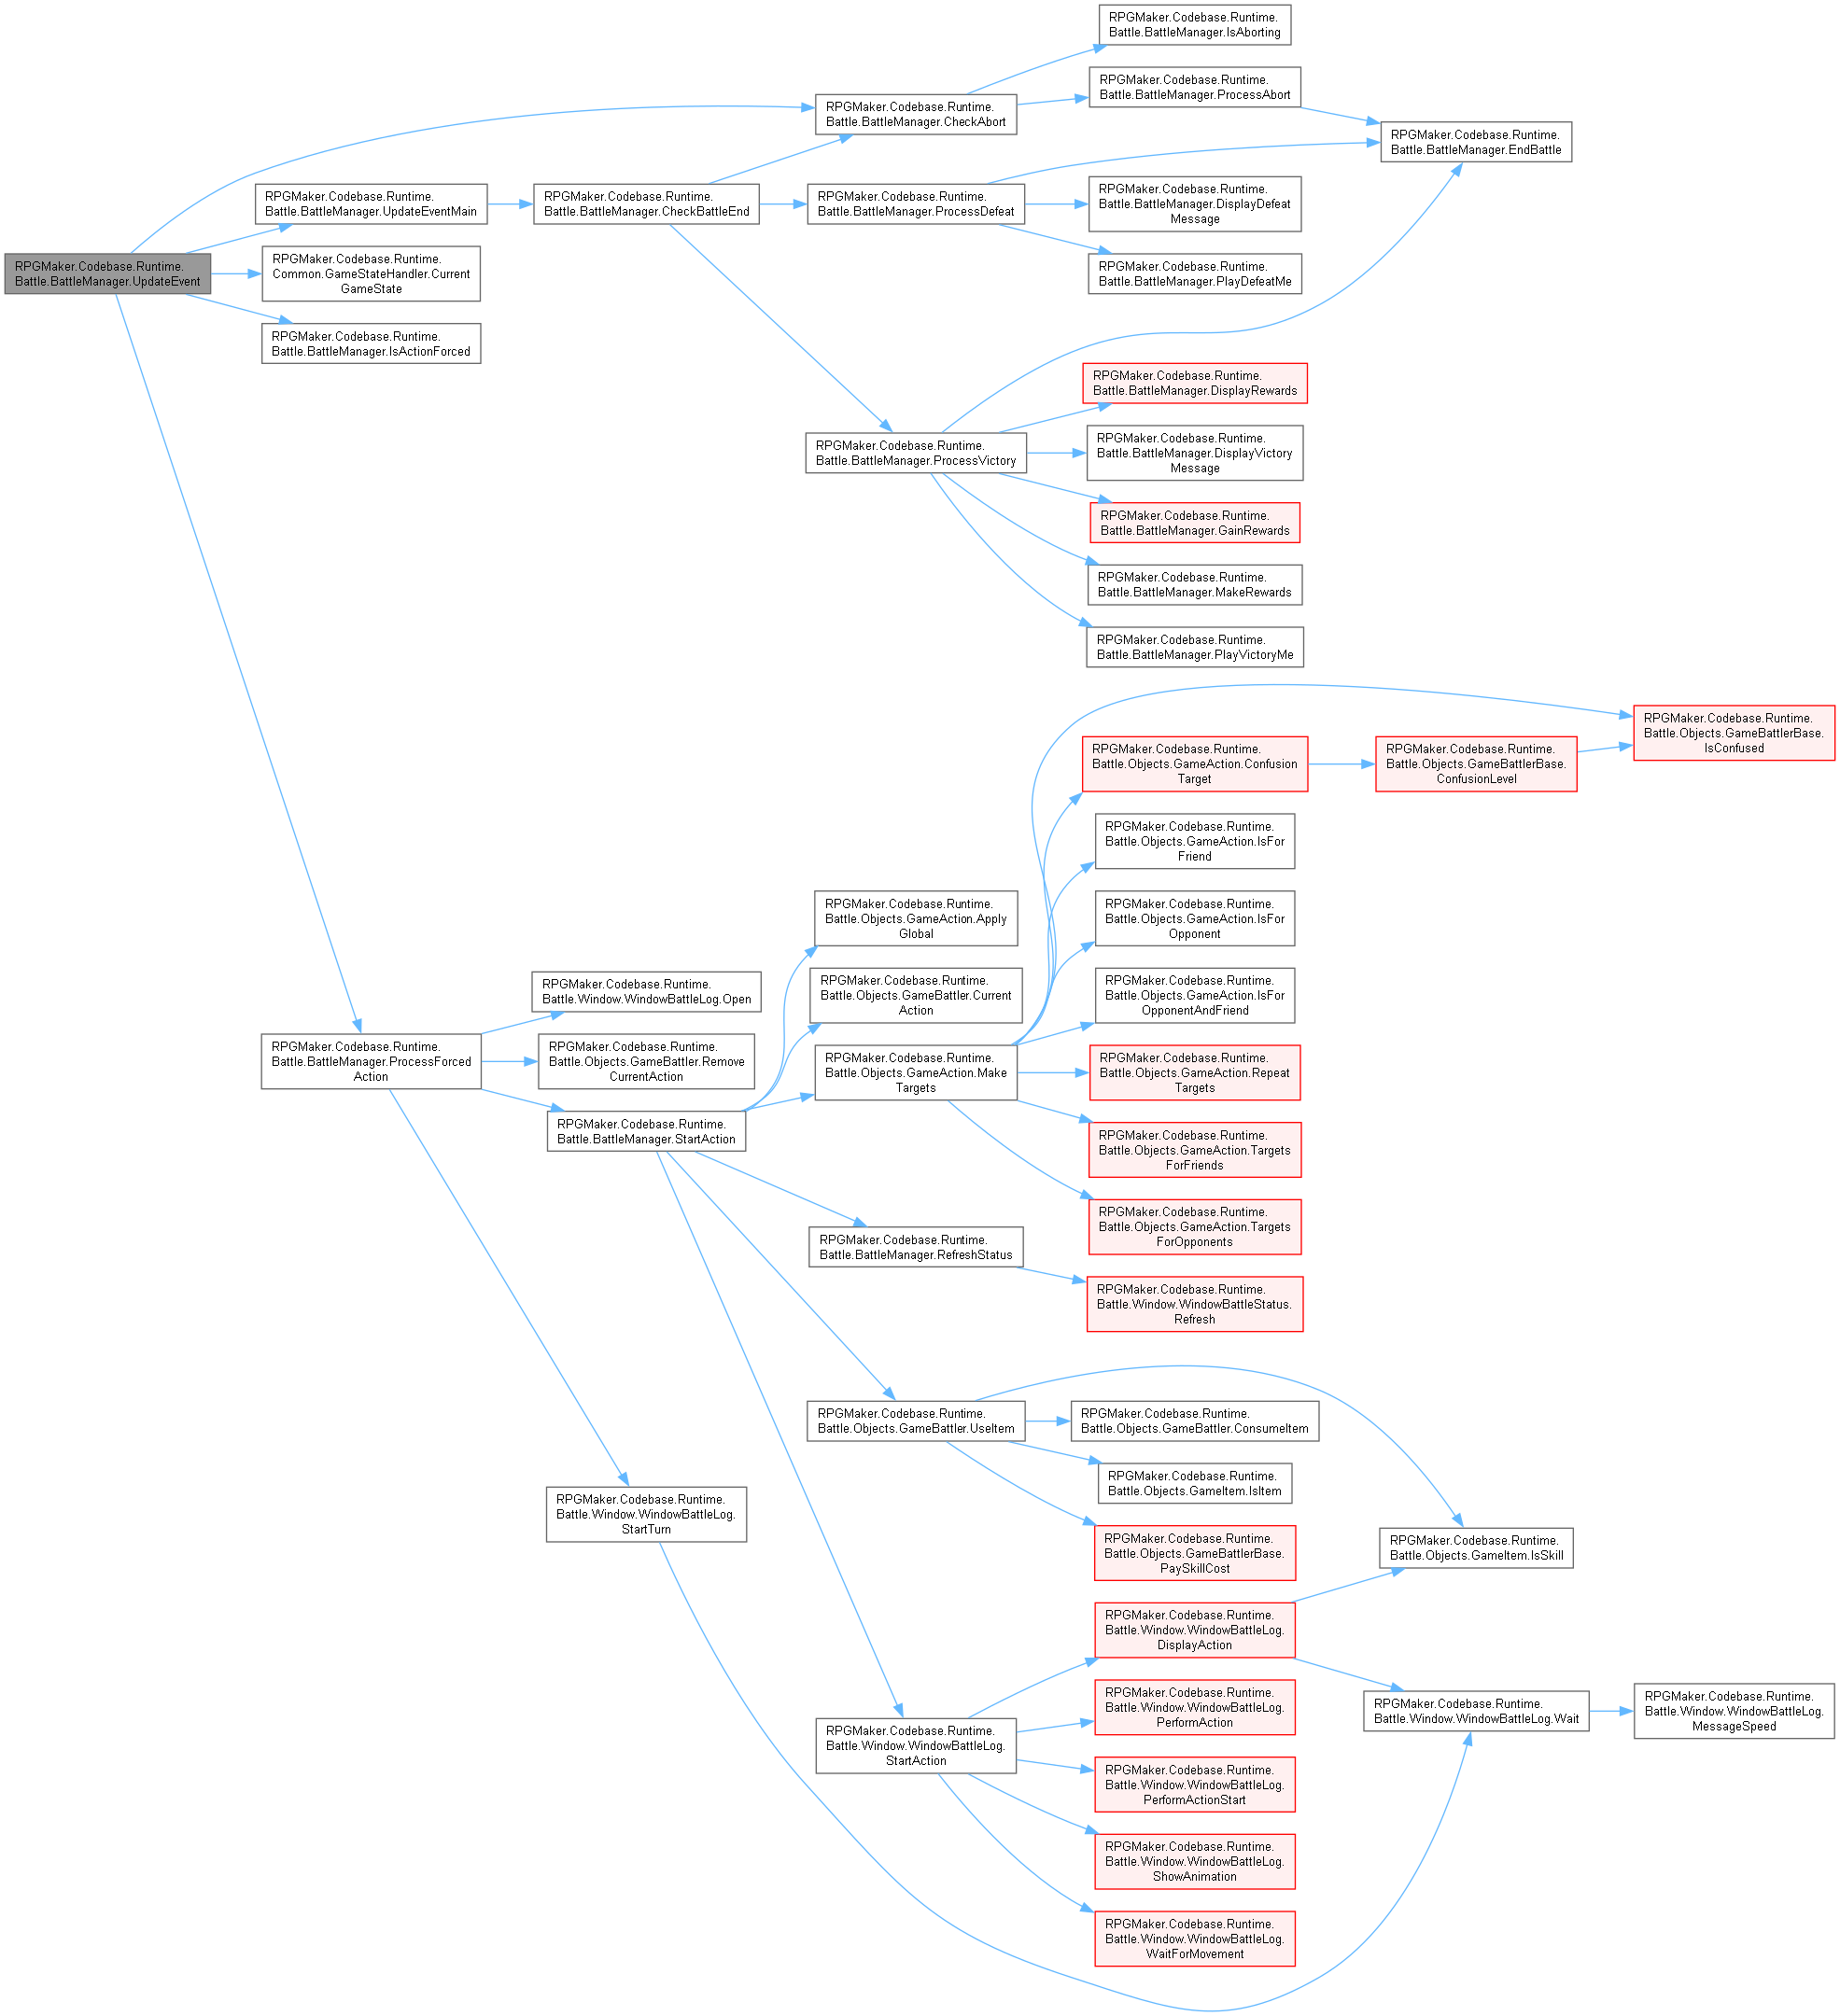 RPGMaker.Codebase.Runtime.
Battle.BattleManager.UpdateEvent
RPGMaker.Codebase.Runtime.
Battle.BattleManager.UpdateEventMain
RPGMaker.Codebase.Runtime.
Common.GameStateHandler.Current
GameState
RPGMaker.Codebase.Runtime.
Battle.BattleManager.IsActionForced
RPGMaker.Codebase.Runtime.
Battle.BattleManager.ProcessForced
Action
RPGMaker.Codebase.Runtime.
Battle.BattleManager.CheckBattleEnd
RPGMaker.Codebase.Runtime.
Battle.Window.WindowBattleLog.Open
RPGMaker.Codebase.Runtime.
Battle.Objects.GameBattler.Remove
CurrentAction
RPGMaker.Codebase.Runtime.
Battle.BattleManager.StartAction
RPGMaker.Codebase.Runtime.
Battle.Window.WindowBattleLog.
StartTurn
RPGMaker.Codebase.Runtime.
Battle.BattleManager.CheckAbort
RPGMaker.Codebase.Runtime.
Battle.BattleManager.ProcessDefeat
RPGMaker.Codebase.Runtime.
Battle.BattleManager.ProcessVictory
RPGMaker.Codebase.Runtime.
Battle.Objects.GameAction.Apply
Global
RPGMaker.Codebase.Runtime.
Battle.Objects.GameBattler.Current
Action
RPGMaker.Codebase.Runtime.
Battle.Objects.GameAction.Make
Targets
RPGMaker.Codebase.Runtime.
Battle.BattleManager.RefreshStatus
RPGMaker.Codebase.Runtime.
Battle.Objects.GameBattler.UseItem
RPGMaker.Codebase.Runtime.
Battle.Window.WindowBattleLog.
StartAction
RPGMaker.Codebase.Runtime.
Battle.BattleManager.IsAborting
RPGMaker.Codebase.Runtime.
Battle.BattleManager.ProcessAbort
RPGMaker.Codebase.Runtime.
Battle.BattleManager.DisplayDefeat
Message
RPGMaker.Codebase.Runtime.
Battle.BattleManager.PlayDefeatMe
RPGMaker.Codebase.Runtime.
Battle.BattleManager.DisplayRewards
RPGMaker.Codebase.Runtime.
Battle.BattleManager.DisplayVictory
Message
RPGMaker.Codebase.Runtime.
Battle.BattleManager.GainRewards
RPGMaker.Codebase.Runtime.
Battle.BattleManager.MakeRewards
RPGMaker.Codebase.Runtime.
Battle.BattleManager.PlayVictoryMe
RPGMaker.Codebase.Runtime.
Battle.Objects.GameAction.Confusion
Target
RPGMaker.Codebase.Runtime.
Battle.Objects.GameAction.IsFor
Friend
RPGMaker.Codebase.Runtime.
Battle.Objects.GameAction.IsFor
Opponent
RPGMaker.Codebase.Runtime.
Battle.Objects.GameAction.IsFor
OpponentAndFriend
RPGMaker.Codebase.Runtime.
Battle.Objects.GameAction.Repeat
Targets
RPGMaker.Codebase.Runtime.
Battle.Objects.GameAction.Targets
ForFriends
RPGMaker.Codebase.Runtime.
Battle.Objects.GameAction.Targets
ForOpponents
RPGMaker.Codebase.Runtime.
Battle.Window.WindowBattleStatus.
Refresh
RPGMaker.Codebase.Runtime.
Battle.Objects.GameBattler.ConsumeItem
RPGMaker.Codebase.Runtime.
Battle.Objects.GameItem.IsItem
RPGMaker.Codebase.Runtime.
Battle.Objects.GameBattlerBase.
PaySkillCost
RPGMaker.Codebase.Runtime.
Battle.Window.WindowBattleLog.
DisplayAction
RPGMaker.Codebase.Runtime.
Battle.Window.WindowBattleLog.
PerformAction
RPGMaker.Codebase.Runtime.
Battle.Window.WindowBattleLog.
PerformActionStart
RPGMaker.Codebase.Runtime.
Battle.Window.WindowBattleLog.
ShowAnimation
RPGMaker.Codebase.Runtime.
Battle.Window.WindowBattleLog.
WaitForMovement
RPGMaker.Codebase.Runtime.
Battle.BattleManager.EndBattle
RPGMaker.Codebase.Runtime.
Battle.Objects.GameBattlerBase.
ConfusionLevel
RPGMaker.Codebase.Runtime.
Battle.Objects.GameItem.IsSkill
RPGMaker.Codebase.Runtime.
Battle.Window.WindowBattleLog.Wait
RPGMaker.Codebase.Runtime.
Battle.Objects.GameBattlerBase.
IsConfused
RPGMaker.Codebase.Runtime.
Battle.Window.WindowBattleLog.
MessageSpeed